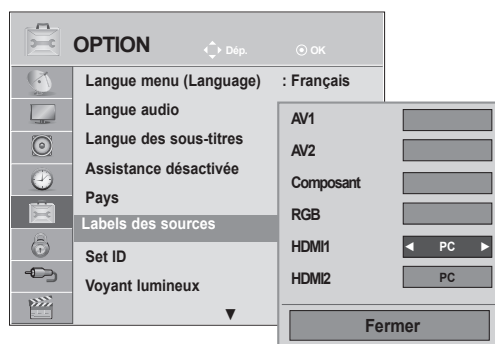 OPTION Dép. OK
Langue menu (Language) : Français
Langue audio
Langue des sous-titres
Assistance désactivée
Pays
Labels des sources
Set ID
Voyant lumineux
AV1
AV2
Composant
RGB
HDMI1 PC
HDMI2 PC
Fermer